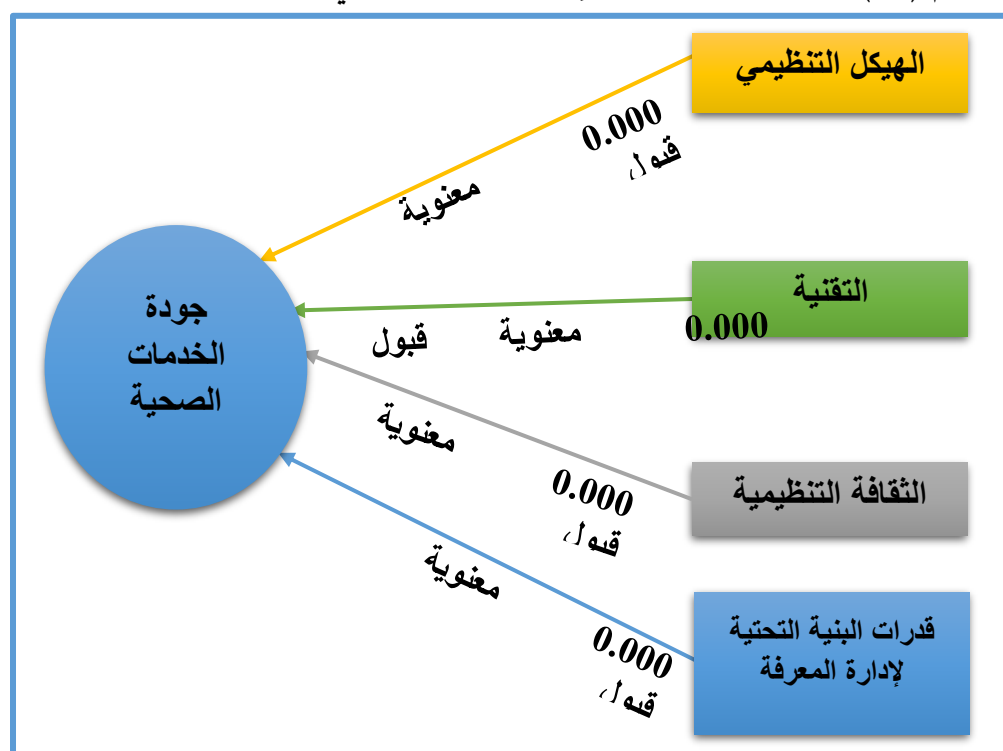 الهيكل التنظيمي
0.000
قبول
معنوية
التقنية
0.000
معنوية
قبول
جودة
الخدمات
الصحية
معنوية
الثقافة التنظيمية
0.000
قبول
معنوية
قدرات البنية التحتية
لإدارة المعرفة
0.000
قبول